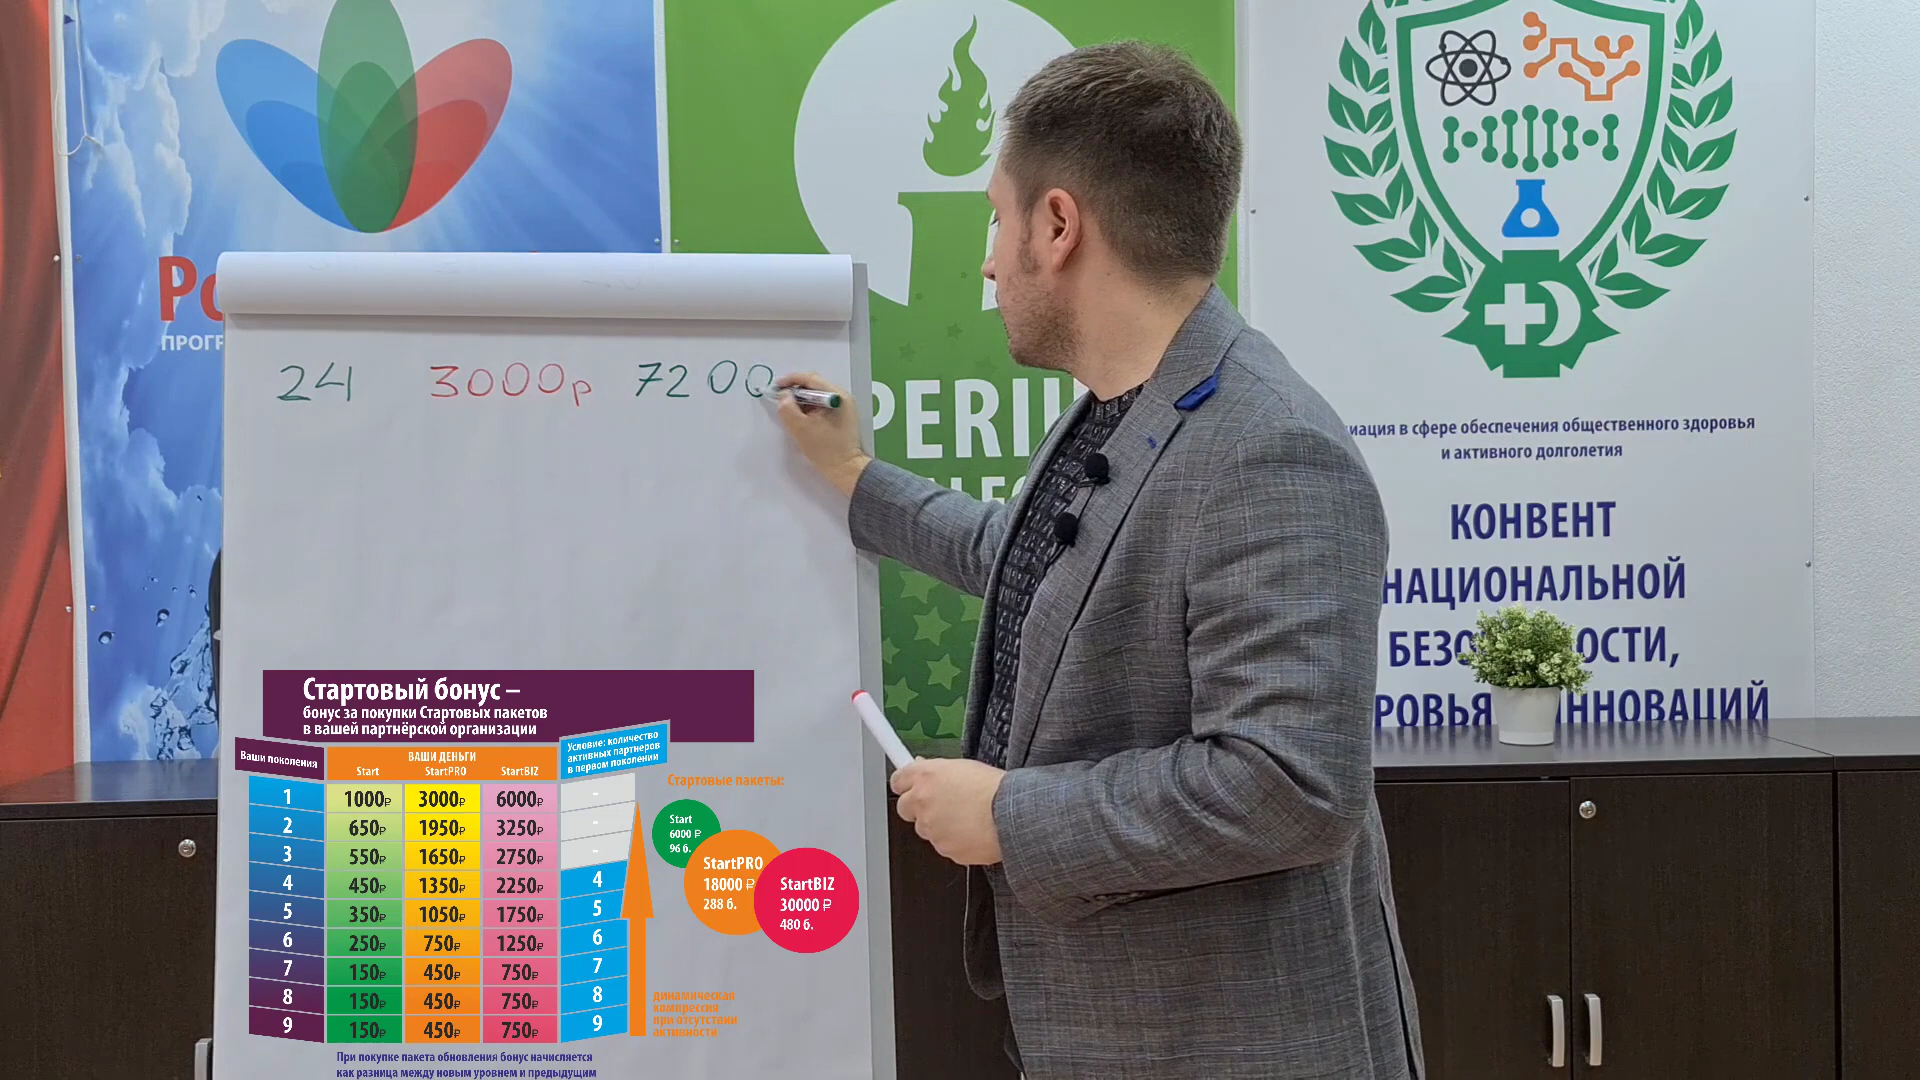 Ро
ПРОГР
PERIU
24 3000р 7200
иация в сфере обеспечения общественного здоровья
и активного долголетия
КОНВЕНТ
НАЦИОНАЛЬНОЙ
БЕЗО ОСТИ,
РОВЬЯ ИННОВАЦИЙ
Стартовый бонус –
бонус за покупки Стартовых пакетов
в вашей партнёрской организации
Ваши поколения
ВАШИ ДЕНЬГИ
Start StartPRO StartBIZ
Условие: количество
активных партнеров
в первом поколении
1 1000₽ 3000₽ 6000₽ -
2 650₽ 1950₽ 3250₽ -
3 550₽ 1650₽ 2750₽ -
4 450₽ 1350₽ 2250₽ 4
5 350₽ 1050₽ 1750₽ 5
6 250₽ 750₽ 1250₽ 6
7 150₽ 450₽ 750₽ 7
8 150₽ 450₽ 750₽ 8
9 150₽ 450₽ 750₽ 9
Стартовые пакеты:
Start
6000 ₽
96 б.
StartPRO
18000 ₽
288 б.
StartBIZ
30000 ₽
480 б.
динамическая
компрессия
при отсутствии
активности
При покупке пакета обновления бонус начисляется
как разница между новым уровнем и предыдущим